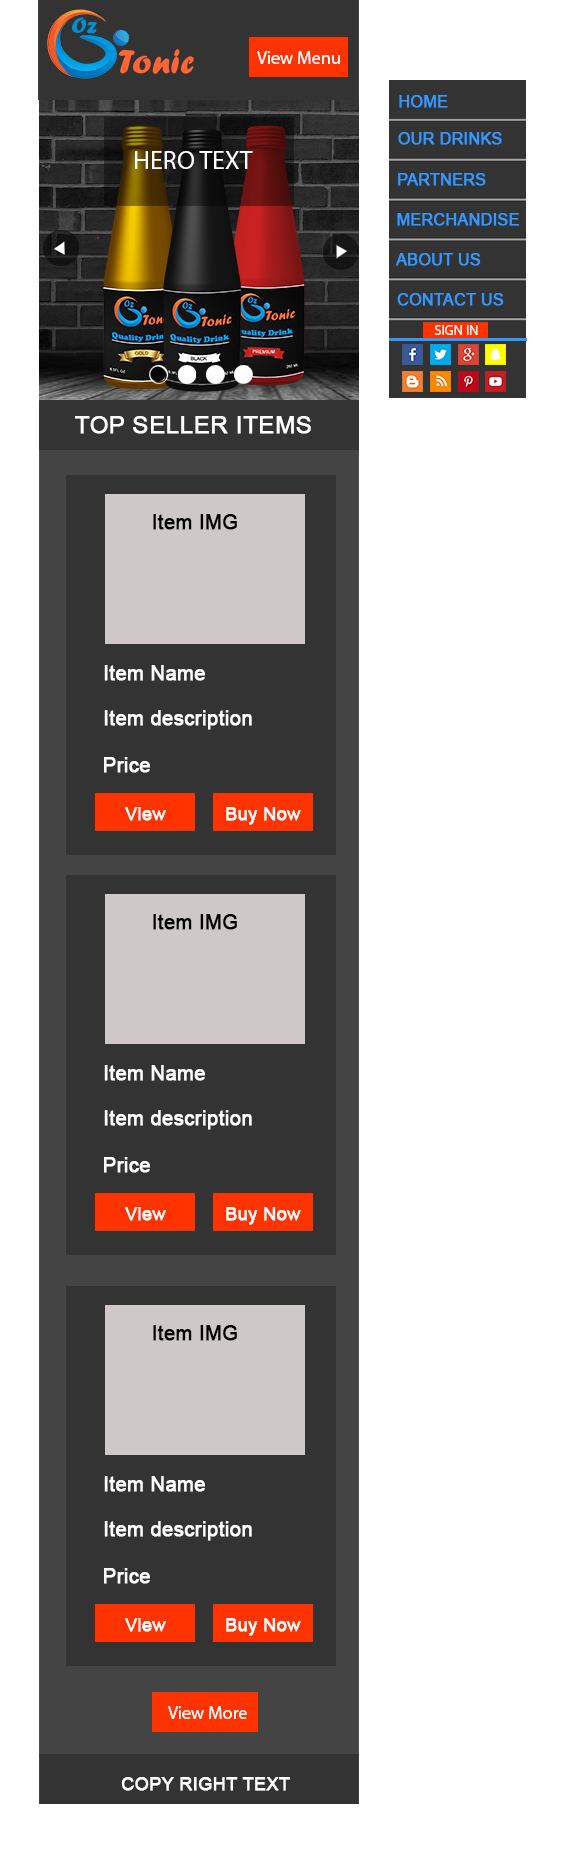 Oz
Tonic
View Menu
HERO TEXT
Oz
Tonic
Quality Drink
GOLD
Oz
Tonic
Quality Drink
BLACK
Oz
Tonic
Quality Drink
PREMIUM
TOP SELLER ITEMS
Item IMG
Item Name
Item description
Price
View
Buy Now
Item IMG
Item Name
Item description
Price
View
Buy Now
Item IMG
Item Name
Item description
Price
View
Buy Now
View More
COPY RIGHT TEXT
HOME
OUR DRINKS
PARTNERS
MERCHANDISE
ABOUT US
CONTACT US
SIGN IN